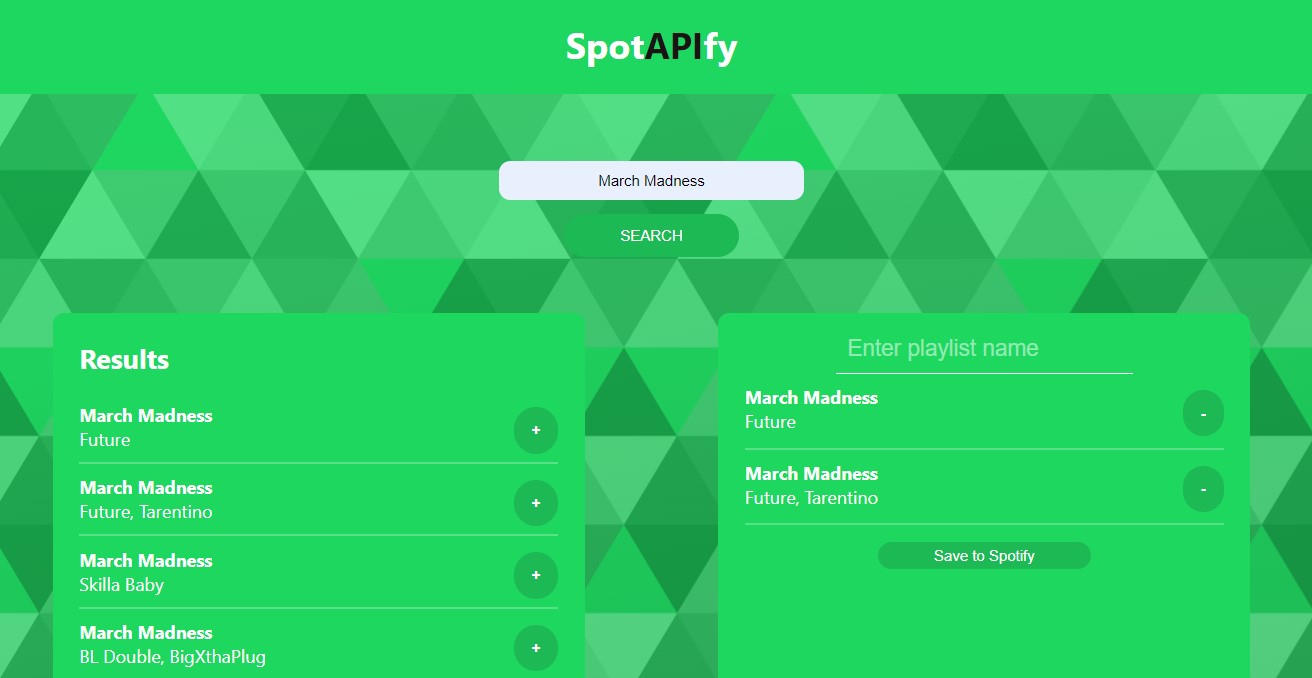 SpotAPIfy
March Madness
SEARCH
Results
March Madness
Future
+
March Madness
Future, Tarentino
+
March Madness
Skilla Baby
+
March Madness
BL Double, BigXthaPlug
+
Enter playlist name
March Madness
Future
-
March Madness
Future, Tarentino
-
Save to Spotify